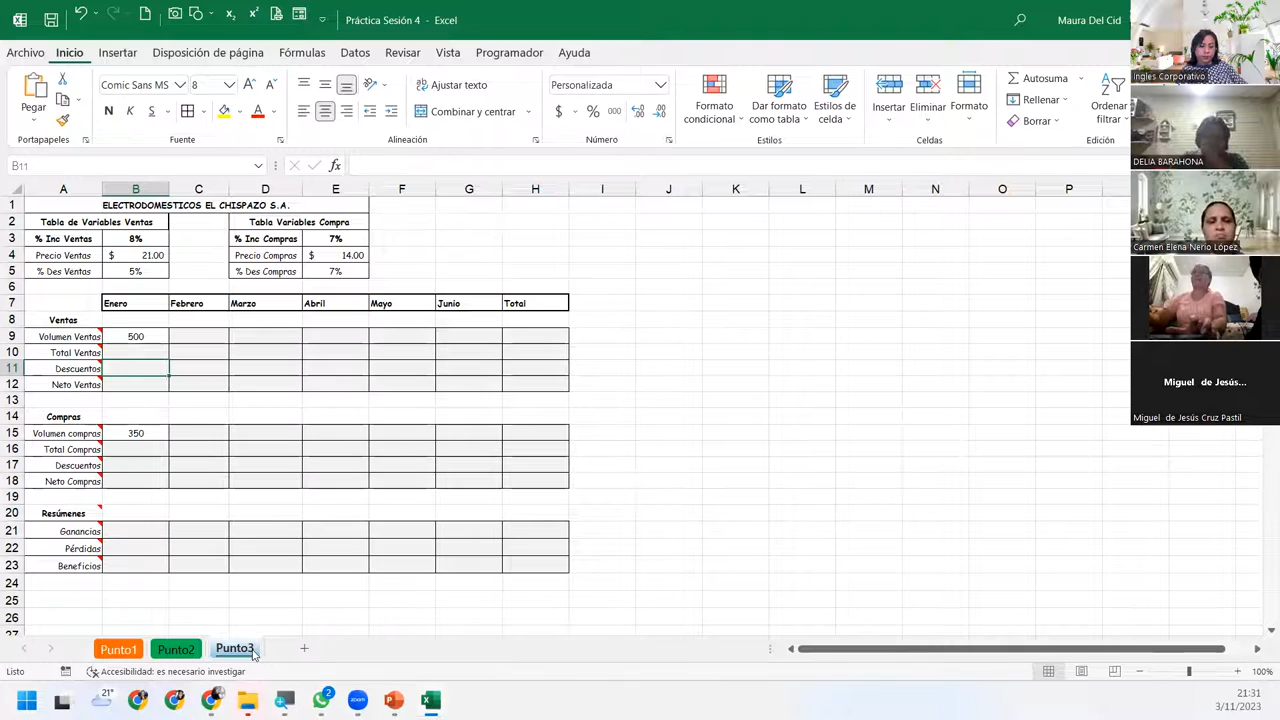 Práctica Sesión 4 - Excel
Maura Del Cid
Archivo Inicio Insertar Disposición de página Fórmulas Datos Revisar Vista Programador Ayuda
Pegar
Portapapeles
Comic Sans MS 8
N K S
Fuente
Ajustar texto
Combinar y centrar
Alineación
Personalizada
$ % 000
Número
Formato condicional
Dar formato como tabla
Estilos de celda
Estilos
Insertar Eliminar Formato
Celdas
Autosuma
Rellenar
Borrar
Ordenar
filtrar
Edición
B11
fx
A B C D E F G H I J K L M N O P
1 ELECTRODOMESTICOS EL CHISPAZO S.A.
2 Tabla de Variables Ventas Tabla Variables Compra
3 % Inc Ventas 8% % Inc Compras 7%
4 Precio Ventas $ 21.00 Precio Compras $ 14.00
5 % Des Ventas 5% % Des Compras 7%
6
7 Enero Febrero Marzo Abril Mayo Junio Total
8 Ventas
9 Volumen Ventas 500
10 Total Ventas
11 Descuentos
12 Neto Ventas
13
14 Compras
15 Volumen compras 350
16 Total Compras
17 Descuentos
18 Neto Compras
19
20 Resúmenes
21 Ganancias
22 Pérdidas
23 Beneficios
24
25
26
27
Punto1 Punto2 Punto3
Listo
Accesibilidad: es necesario investigar
100%
21°
2
zoom
21:31
3/11/2023
Ingles Corporativo
DELIA BARAHONA
Carmen Elena Nerio López
Miguel de Jesús...
Miguel de Jesús Cruz Pastil